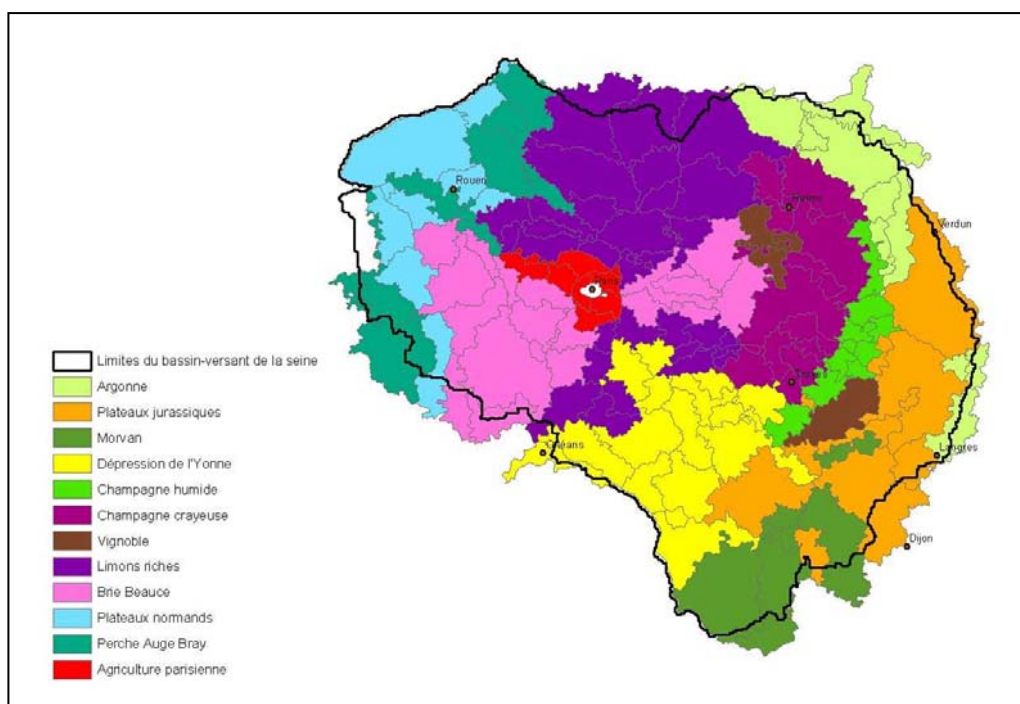 Rouen
Reims
Verdun
Paris
Troyes
Orléans
Langres
Dijon
Limites du bassin-versant de la seine
Argonne
Plateaux jurassiques
Morvan
Dépression de l'Yonne
Champagne humide
Champagne crayeuse
Vignoble
Limons riches
Brie Beauce
Plateaux normands
Perche Auge Bray
Agriculture parisienne